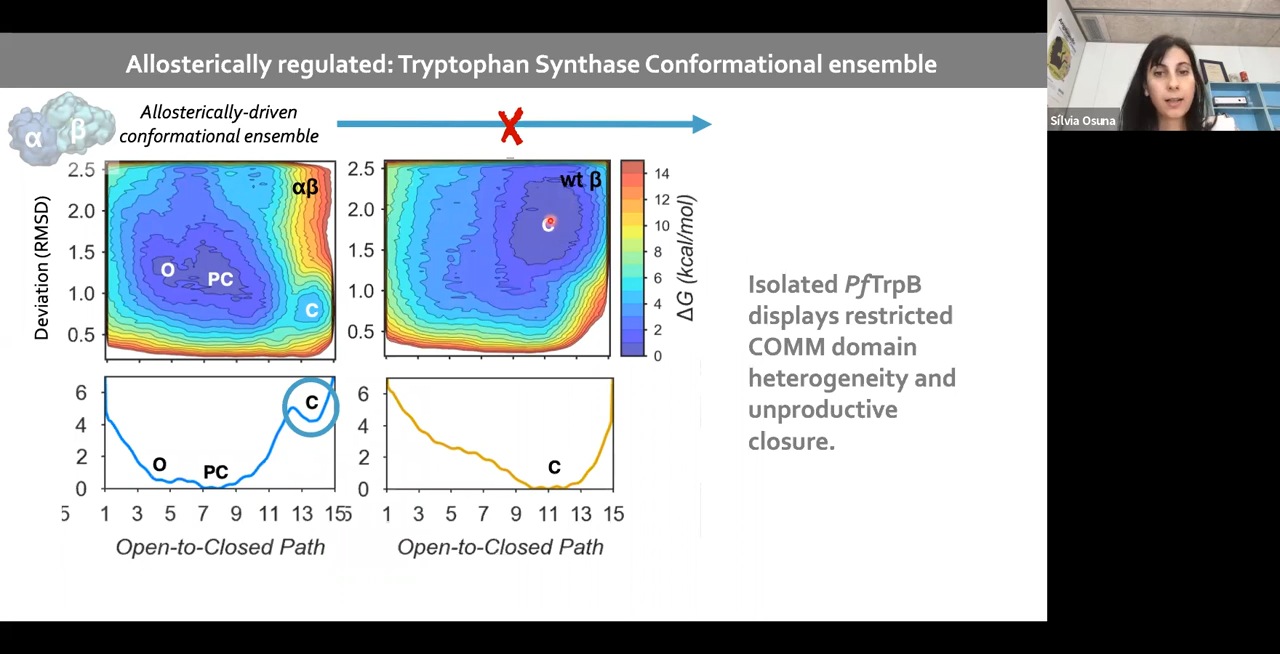 Allosterically regulated: Tryptophan Synthase Conformational ensemble
Sílvia Osuna
α β
Allosterically-driven
conformational ensemble
X
Deviation (RMSD)
2.5
2.0
1.5
1.0
0.5
αβ
O
PC
C
2.5
2.0
1.5
1.0
0.5
wt β
C
14
12
10
8
6
4
2
0
ΔG (kcal/mol)
Isolated PfTrpB
displays restricted
COMM domain
heterogeneity and
unproductive
closure.
6
4
2
0
O
PC
C
5 1 3 5 7 9 11 13 15
Open-to-Closed Path
6
4
2
0
C
5 1 3 5 7 9 11 13 15
Open-to-Closed Path